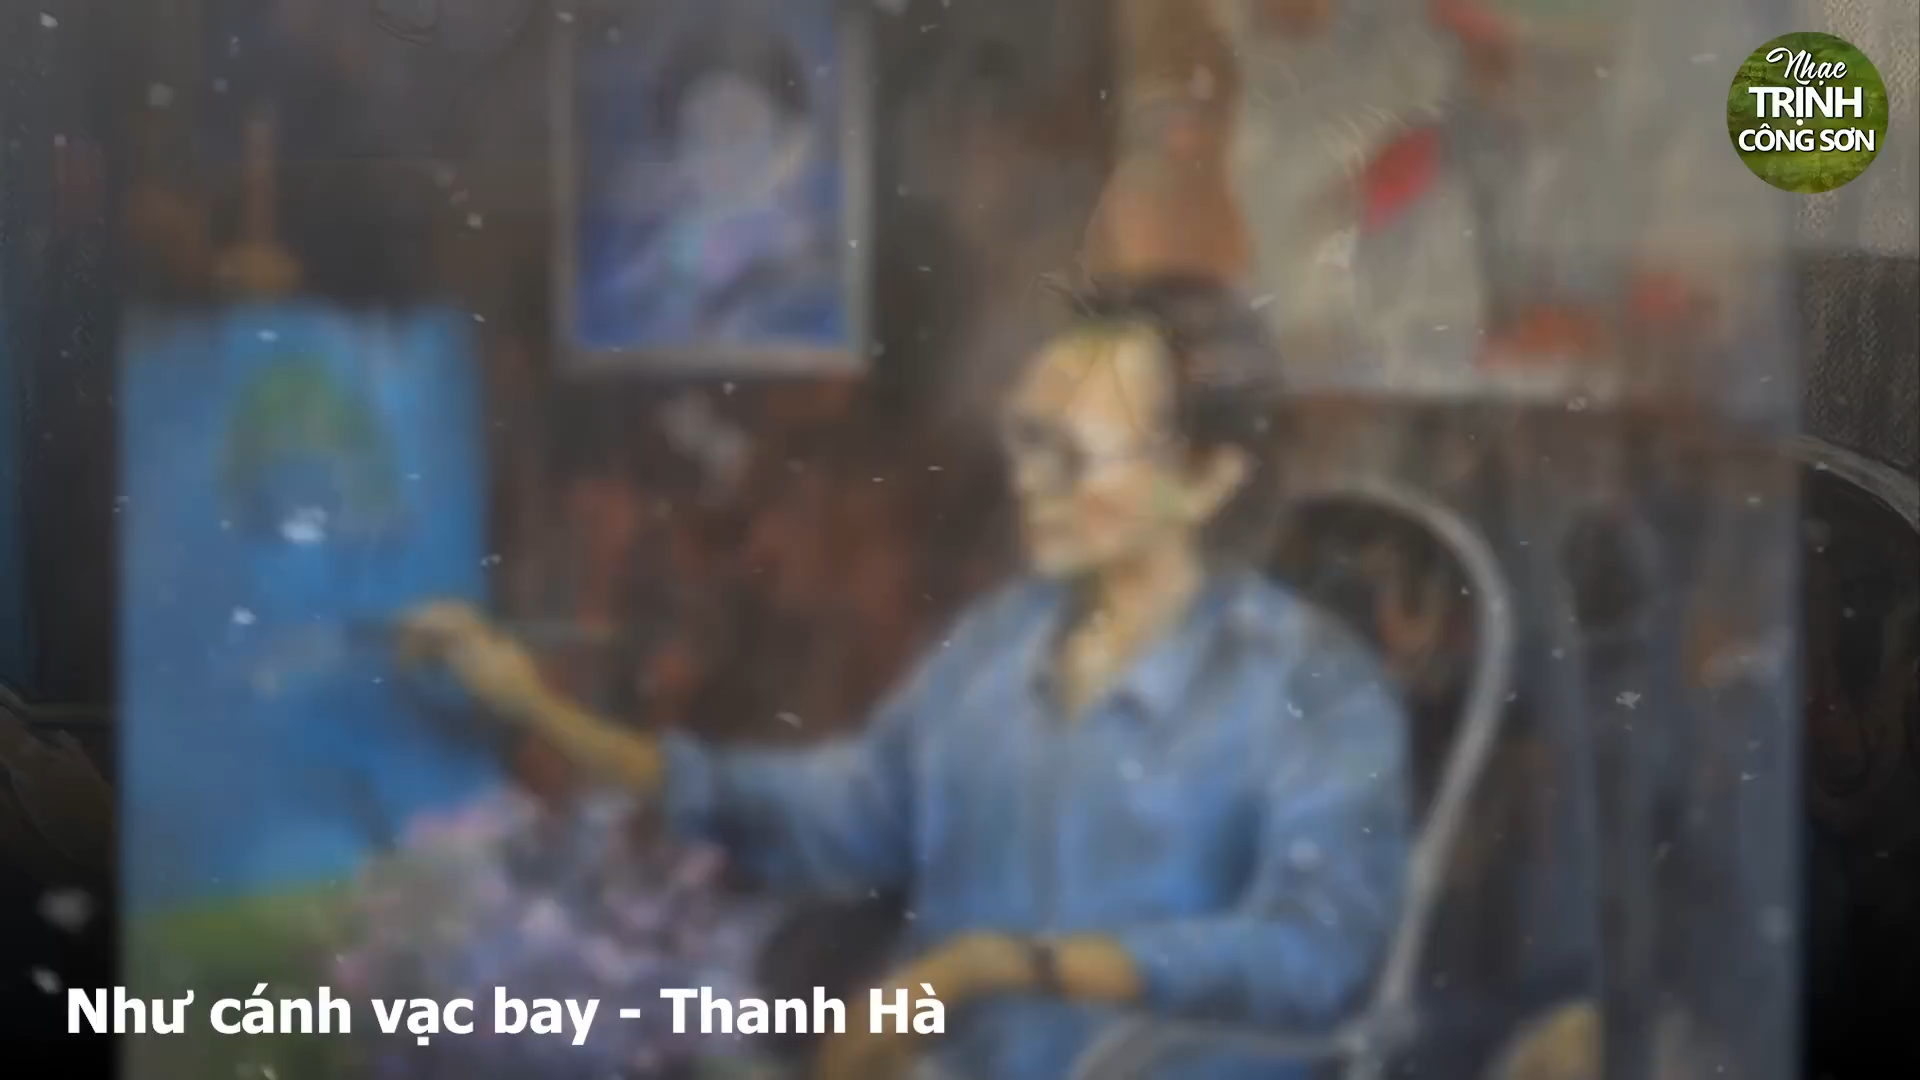 Nhạc
TRỊNH
CÔNG SƠN
Như cánh vạc bay - Thanh Hà